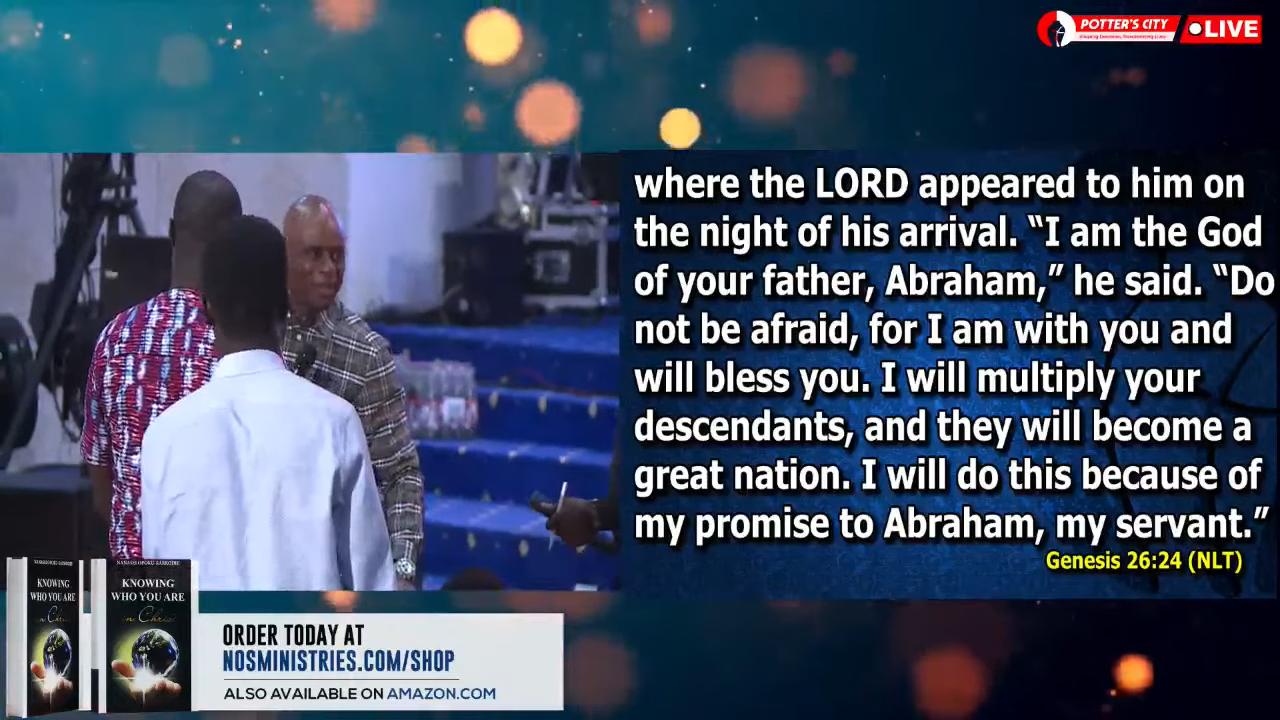 POTTER'S CITY
LIVE
where the LORD appeared to him on
the night of his arrival. “I am the God
of your father, Abraham,” he said. “Do
not be afraid, for I am with you and
will bless you. I will multiply your
descendants, and they will become a
great nation. I will do this because of
my promise to Abraham, my servant.”
Genesis 26:24 (NLT)
KNOWING
WHO YOU ARE
in Christ
KNOWING
WHO YOU ARE
in Christ
ORDER TODAY AT
NOSMINISTRIES.COM/SHOP
ALSO AVAILABLE ON AMAZON.COM